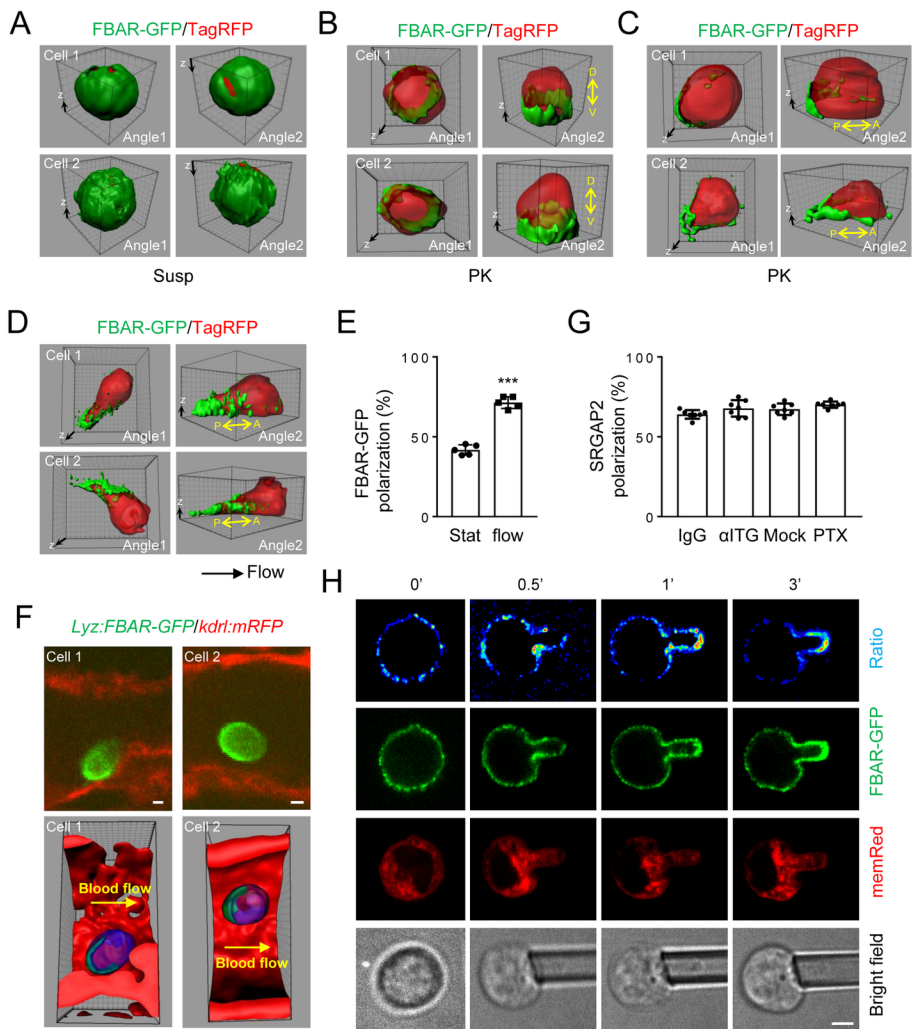 A
FBAR-GFP/TagRFP
Cell 1
z
Angle1
z
Angle2
Cell 2
z
Angle1
z
Angle2
Susp
B
FBAR-GFP/TagRFP
Cell 1
z
Angle1
D
V
z
Angle2
Cell 2
z
Angle1
D
V
z
Angle2
PK
C
FBAR-GFP/TagRFP
Cell 1
z
Angle1
z
P
A
Angle2
Cell 2
z
Angle1
z
P
A
Angle2
PK
D
FBAR-GFP/TagRFP
Cell 1
z
Angle1
z
P
A
Angle2
Cell 2
z
Angle1
z
P
A
Angle2
Flow
E
FBAR-GFP
polarization (%)
100
50
0
***
Stat flow
G
SRGAP2
polarization (%)
100
50
0
IgG αITG Mock PTX
F
Lyz:FBAR-GFP/kdrl:mRFP
Cell 1
Cell 2
Cell 1
Blood flow
Cell 2
Blood flow
H
0' 0.5' 1' 3'
Ratio
FBAR-GFP
memRed
Bright field